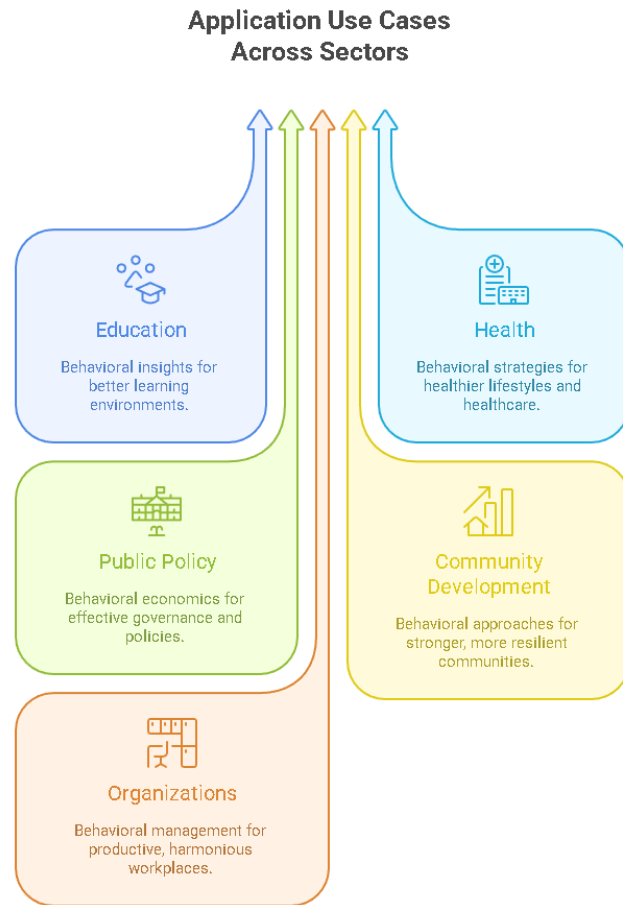 Application Use Cases
Across Sectors
Education
Behavioral insights for
better learning
environments.
Health
Behavioral strategies for
healthier lifestyles and
healthcare.
Public Policy
Behavioral economics for
effective governance and
policies.
Community
Development
Behavioral approaches for
stronger, more resilient
communities.
Organizations
Behavioral management for
productive, harmonious
workplaces.